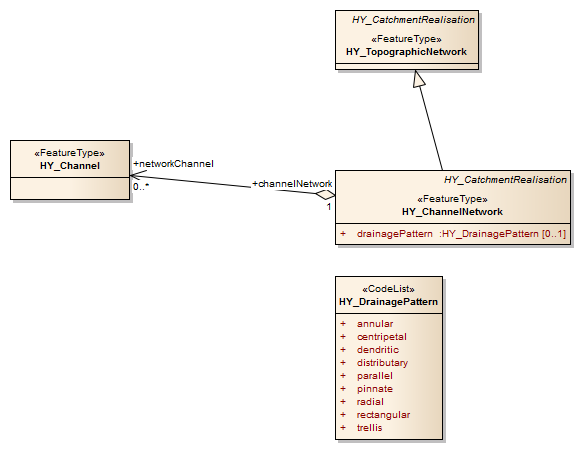 HY_CatchmentRealisation
«FeatureType»
HY_TopographicNetwork
«FeatureType»
HY_Channel
+networkChannel
0..*
+channelNetwork
1
HY_CatchmentRealisation
«FeatureType»
HY_ChannelNetwork
+ drainagePattern :HY_DrainagePattern [0..1]
«CodeList»
HY_DrainagePattern
+ annular
+ centripetal
+ dendritic
+ distributary
+ parallel
+ pinnate
+ radial
+ rectangular
+ trellis